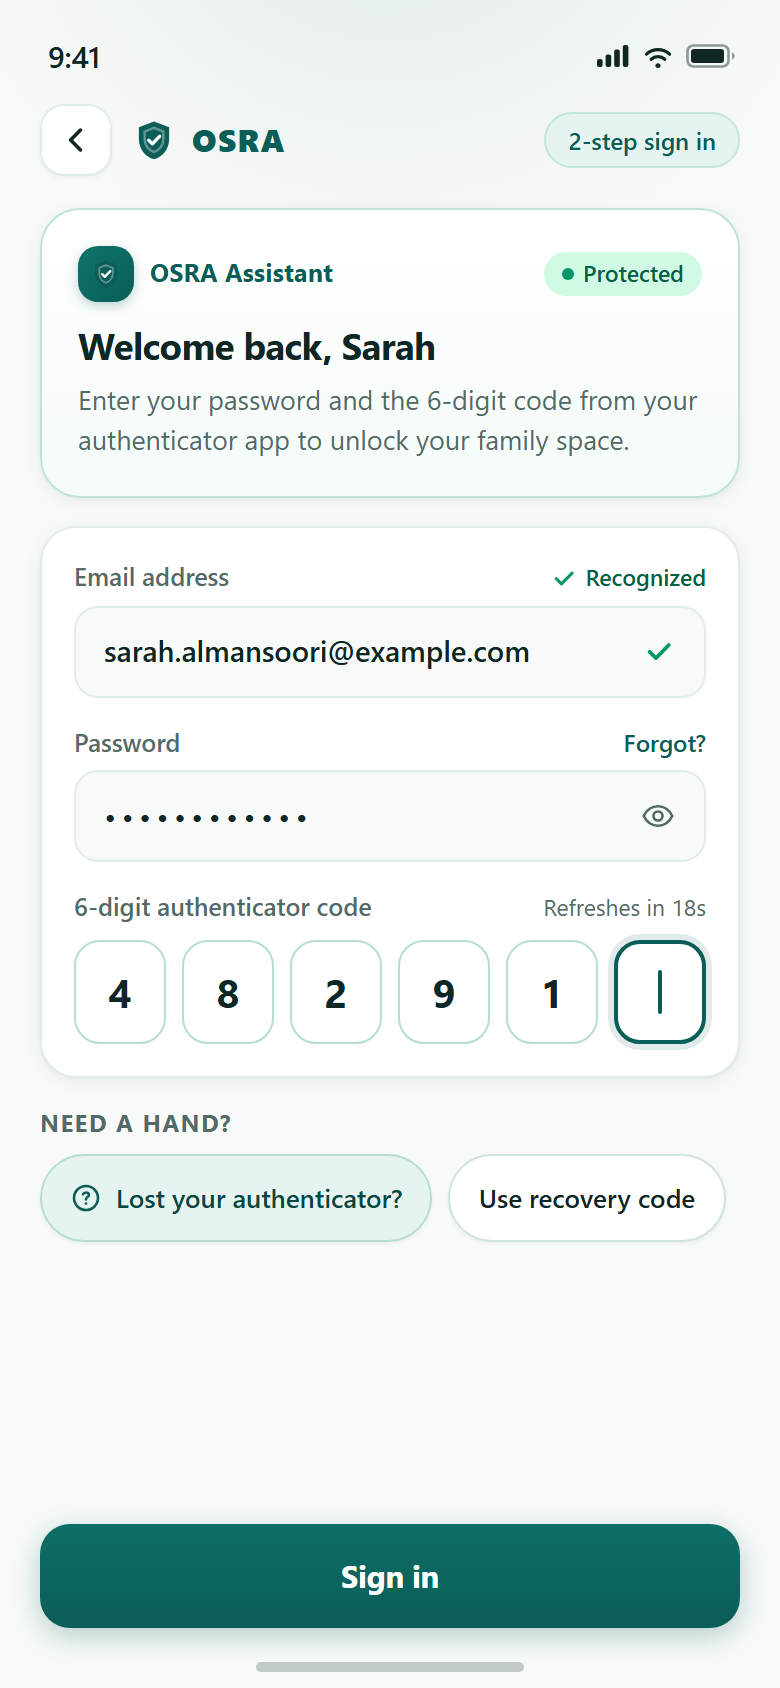 9:41
OSRA
2-step sign in
OSRA Assistant
Protected
Welcome back, Sarah
Enter your password and the 6-digit code from your
authenticator app to unlock your family space.
Email address
Recognized
sarah.almansoori@example.com
Password
Forgot?
••••••••••••
6-digit authenticator code
Refreshes in 18s
4 8 2 9 1
NEED A HAND?
Lost your authenticator?
Use recovery code
Sign in